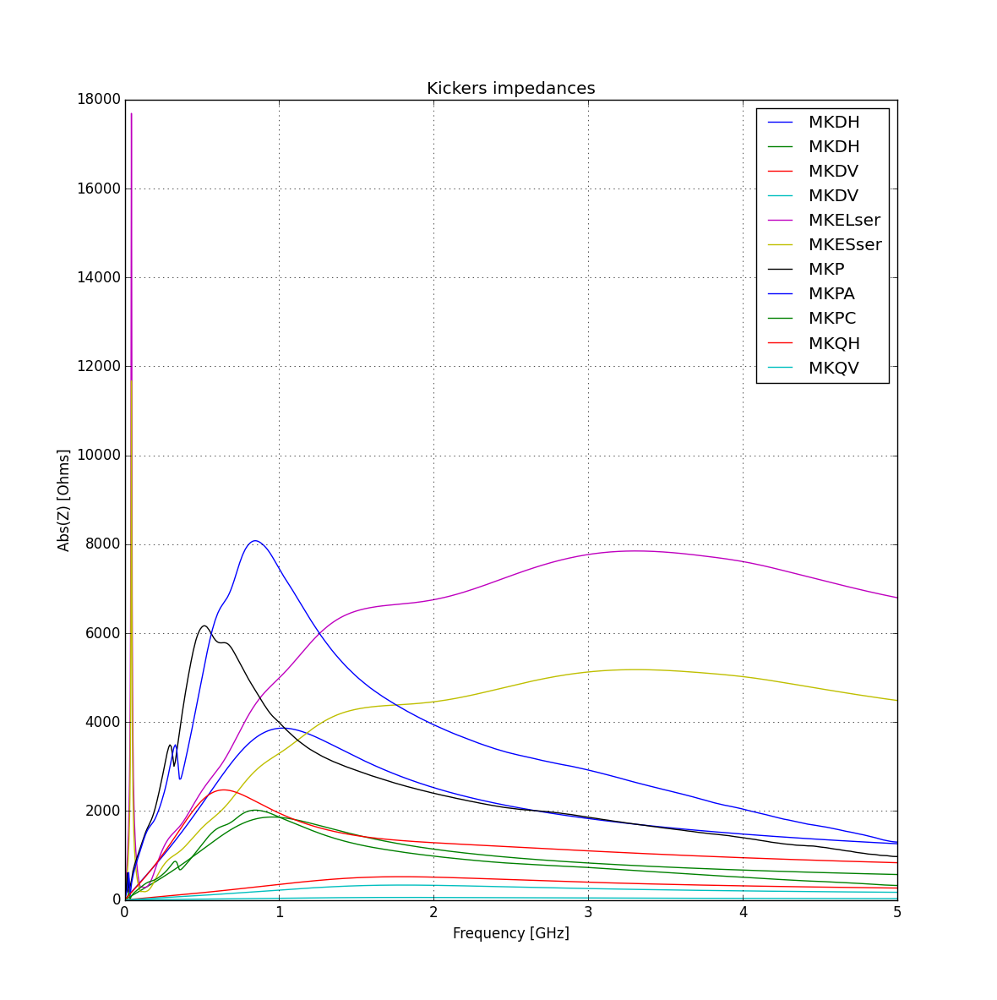 Kickers impedances
18000
16000
14000
12000
10000
8000
6000
4000
2000
0
Abs(Z) [Ohms]
MKDH
MKDH
MKDV
MKDV
MKELser
MKESser
MKP
MKPA
MKPC
MKQH
MKQV
0 1 2 3 4 5
Frequency [GHz]